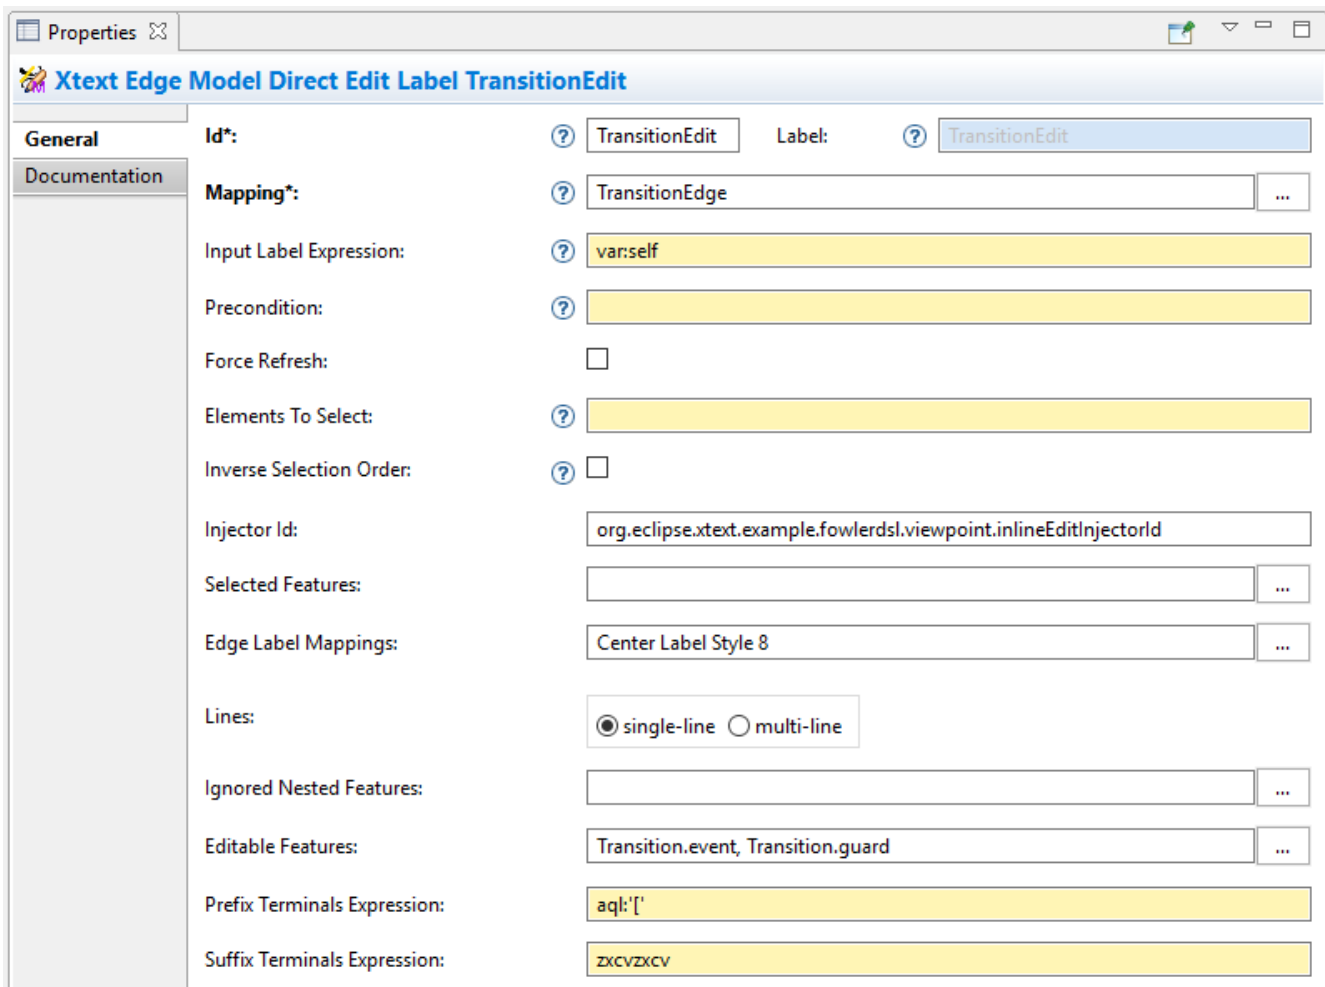 Properties
Xtext Edge Model Direct Edit Label TransitionEdit
General
Documentation
Id*: ? TransitionEdit Label: ? TransitionEdit
Mapping*: ? TransitionEdge ...
Input Label Expression: ? var:self
Precondition: ?
Force Refresh:
Elements To Select: ?
Inverse Selection Order: ?
Injector Id: org.eclipse.xtext.example.fowlerdsl.viewpoint.inlineEditInjectorId
Selected Features: ...
Edge Label Mappings: Center Label Style 8 ...
Lines: single-line multi-line
Ignored Nested Features: ...
Editable Features: Transition.event, Transition.guard ...
Prefix Terminals Expression: aql:'['
Suffix Terminals Expression: zxcvzxcv